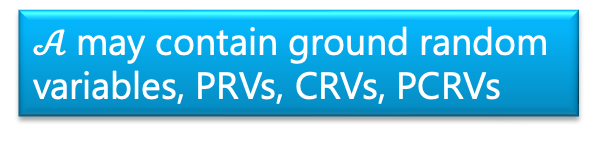 𝒜 may contain ground random
variables, PRVs, CRVs, PCRVs